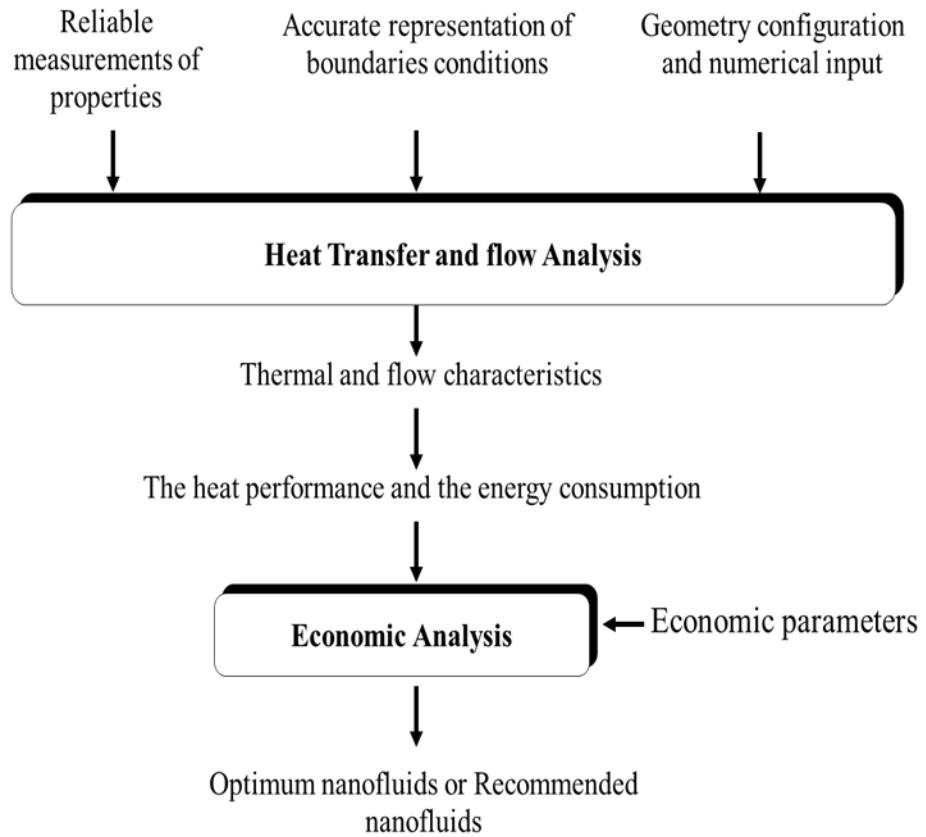 Reliable
measurements of
properties
Accurate representation of
boundaries conditions
Geometry configuration
and numerical input
Heat Transfer and flow Analysis
Thermal and flow characteristics
The heat performance and the energy consumption
Economic Analysis
Economic parameters
Optimum nanofluids or Recommended
nanofluids